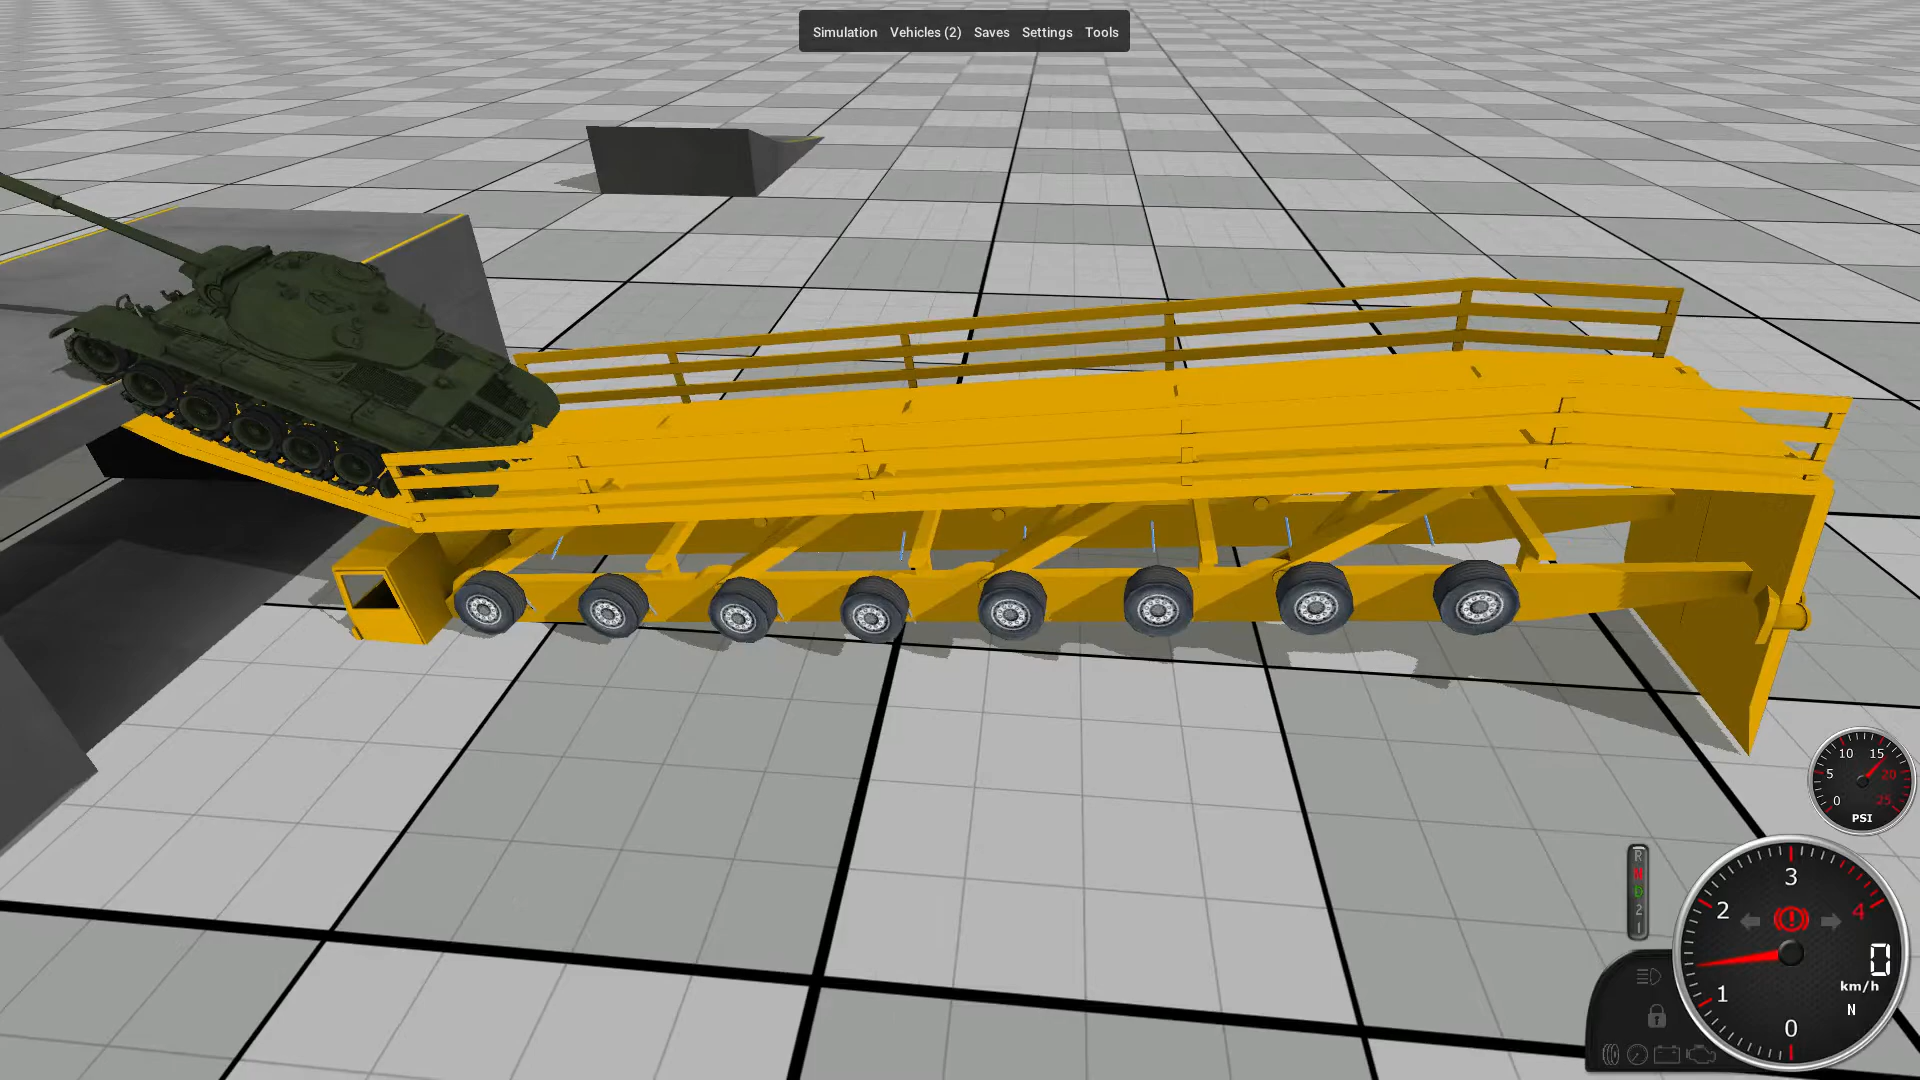 Simulation Vehicles (2) Saves Settings Tools
0 5 10 15 20 25
PSI
R
N
D
2
1
0 1 2 3 4
0
km/h
N